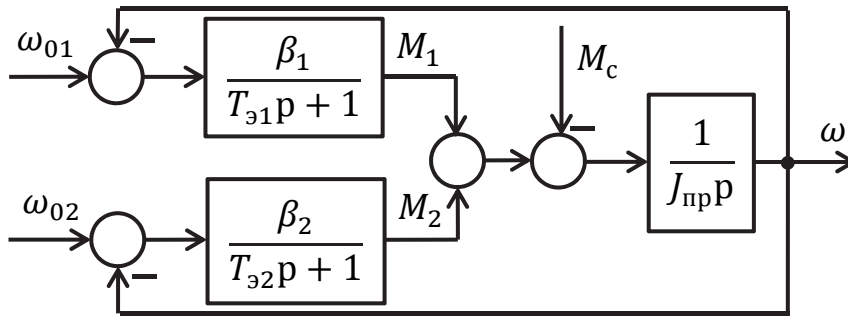 ω₀₁
β₁
Tэ₁p + 1
M₁
Mс
1
Jпрp
ω
ω₀₂
β₂
Tэ₂p + 1
M₂